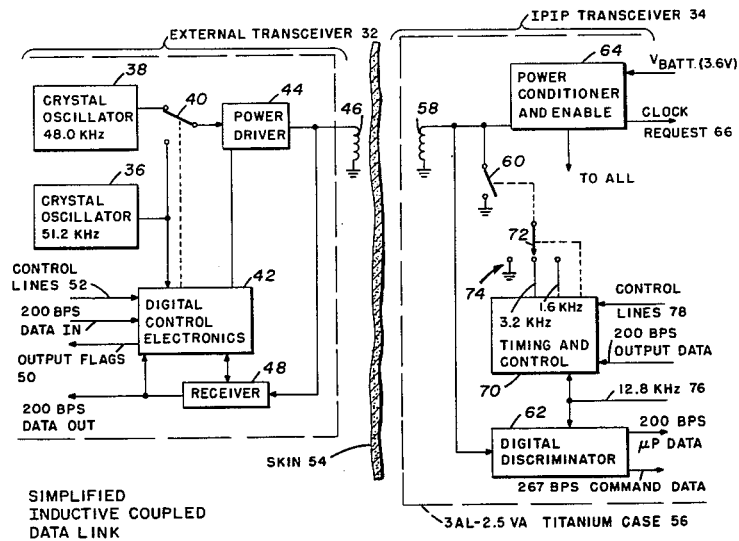 EXTERNAL TRANSCEIVER 32
IPIP TRANSCEIVER 34
38
CRYSTAL
OSCILLATOR
48.0 KHz
40
44
POWER
DRIVER
46
58
64
POWER
CONDITIONER
AND ENABLE
VBATT.(3.6V)
CLOCK
REQUEST 66
TO ALL
60
36
CRYSTAL
OSCILLATOR
51.2 KHz
72
74
CONTROL
LINES 52
200 BPS
DATA IN
OUTPUT FLAGS
50
42
DIGITAL
CONTROL
ELECTRONICS
48
RECEIVER
200 BPS
DATA OUT
1.6 KHz
3.2 KHz
TIMING AND
CONTROL
70
CONTROL
LINES 78
200 BPS
OUTPUT DATA
12.8 KHz 76
62
DIGITAL
DISCRIMINATOR
200 BPS
μP DATA
267 BPS COMMAND DATA
SKIN 54
3AL-2.5 VA TITANIUM CASE 56
SIMPLIFIED
INDUCTIVE COUPLED
DATA LINK